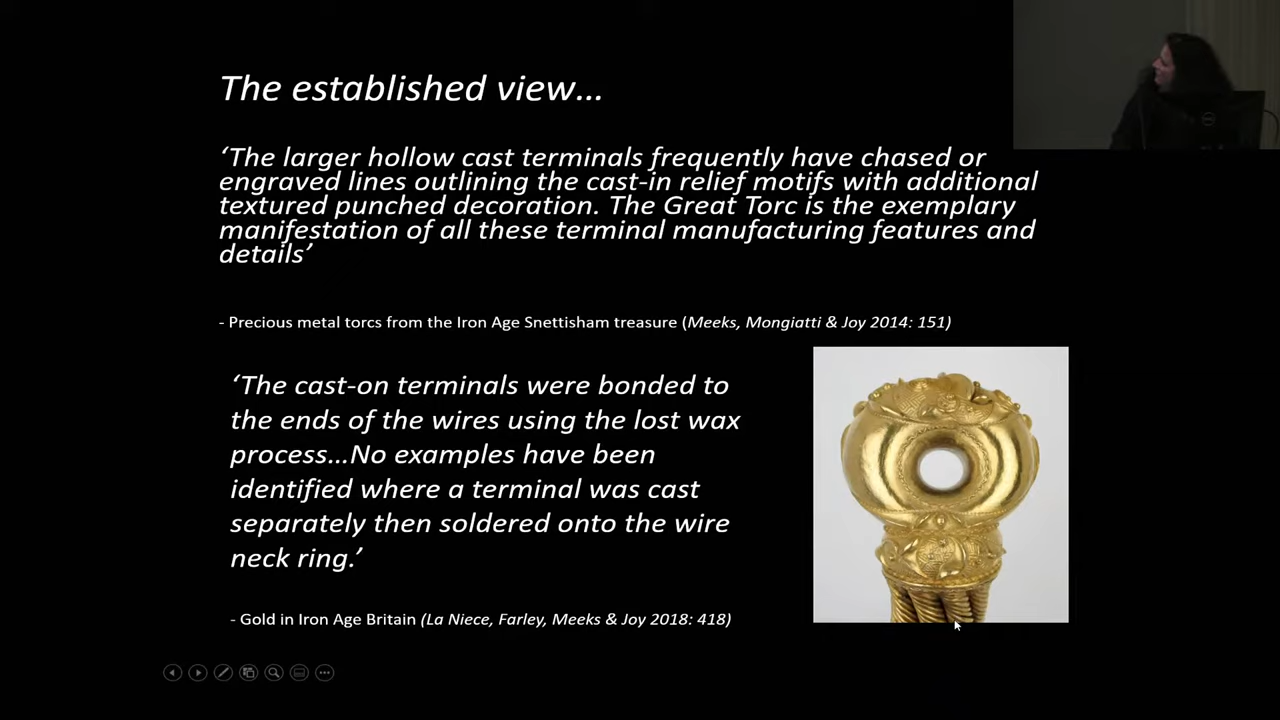 The established view…
‘The larger hollow cast terminals frequently have chased or
engraved lines outlining the cast-in relief motifs with additional
textured punched decoration. The Great Torc is the exemplary
manifestation of all these terminal manufacturing features and
details’
- Precious metal torcs from the Iron Age Snettisham treasure (Meeks, Mongiatti & Joy 2014: 151)
‘The cast-on terminals were bonded to
the ends of the wires using the lost wax
process…No examples have been
identified where a terminal was cast
separately then soldered onto the wire
neck ring.’
- Gold in Iron Age Britain (La Niece, Farley, Meeks & Joy 2018: 418)